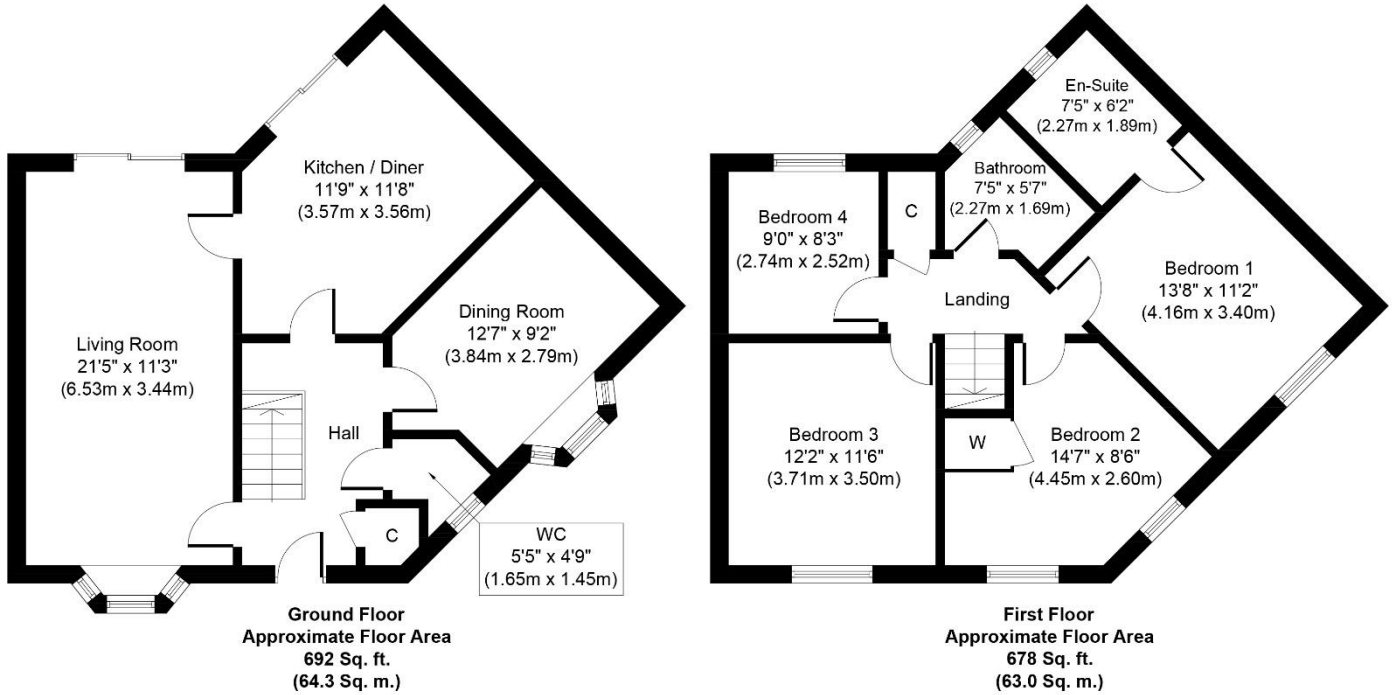 Kitchen / Diner
11'9" x 11'8"
(3.57m x 3.56m)
Living Room
21'5" x 11'3"
(6.53m x 3.44m)
Dining Room
12'7" x 9'2"
(3.84m x 2.79m)
Hall
C
WC
5'5" x 4'9"
(1.65m x 1.45m)
Ground Floor
Approximate Floor Area
692 Sq. ft.
(64.3 Sq. m.)
En-Suite
7'5" x 6'2"
(2.27m x 1.89m)
Bathroom
7'5" x 5'7"
(2.27m x 1.69m)
C
Bedroom 4
9'0" x 8'3"
(2.74m x 2.52m)
Landing
Bedroom 1
13'8" x 11'2"
(4.16m x 3.40m)
Bedroom 3
12'2" x 11'6"
(3.71m x 3.50m)
W
Bedroom 2
14'7" x 8'6"
(4.45m x 2.60m)
First Floor
Approximate Floor Area
678 Sq. ft.
(63.0 Sq. m.)